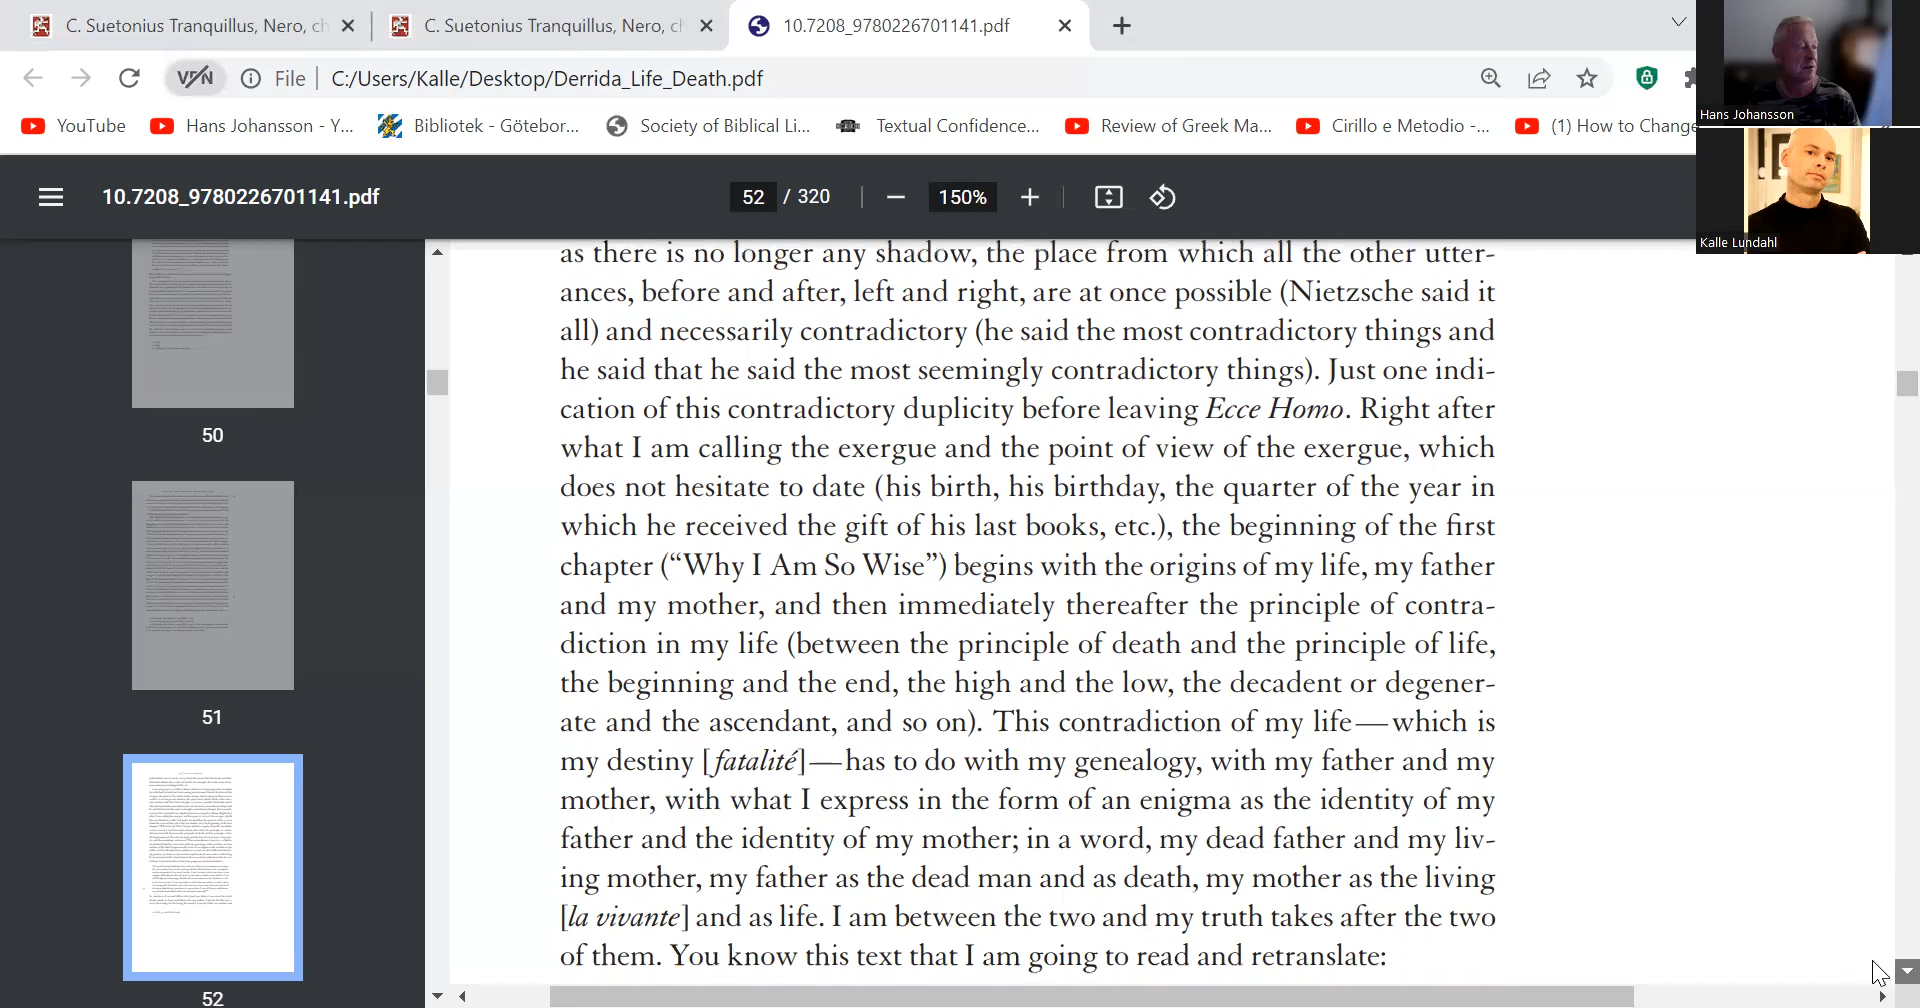 C. Suetonius Tranquillus, Nero, ch
C. Suetonius Tranquillus, Nero, ch
10.7208_9780226701141.pdf
VPN
File
C:/Users/Kalle/Desktop/Derrida_Life_Death.pdf
YouTube
Hans Johansson - Y...
Bibliotek - Götebor...
Society of Biblical Li...
Textual Confidence...
Review of Greek Ma...
Cirillo e Metodio -...
(1) How to Change
Hans Johansson
Kalle Lundahl
10.7208_9780226701141.pdf
52 / 320
150%
50
51
52
as there is no longer any shadow, the place from which all the other utter-
ances, before and after, left and right, are at once possible (Nietzsche said it
all) and necessarily contradictory (he said the most contradictory things and
he said that he said the most seemingly contradictory things). Just one indi-
cation of this contradictory duplicity before leaving Ecce Homo. Right after
what I am calling the exergue and the point of view of the exergue, which
does not hesitate to date (his birth, his birthday, the quarter of the year in
which he received the gift of his last books, etc.), the beginning of the first
chapter (“Why I Am So Wise”) begins with the origins of my life, my father
and my mother, and then immediately thereafter the principle of contra-
diction in my life (between the principle of death and the principle of life,
the beginning and the end, the high and the low, the decadent or degener-
ate and the ascendant, and so on). This contradiction of my life—which is
my destiny [fatalité]—has to do with my genealogy, with my father and my
mother, with what I express in the form of an enigma as the identity of my
father and the identity of my mother; in a word, my dead father and my liv-
ing mother, my father as the dead man and as death, my mother as the living
[la vivante] and as life. I am between the two and my truth takes after the two
of them. You know this text that I am going to read and retranslate: